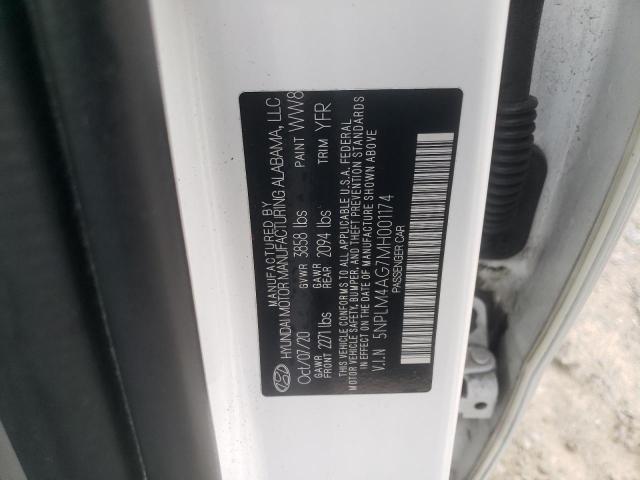 MANUFACTURED BY
HYUNDAI MOTOR MANUFACTURING ALABAMA, LLC
Oct/07/20 GVWR 3858 lbs PAINT WW8
GAWR FRONT 2271 lbs GAWR REAR 2094 lbs TRIM YFR
THIS VEHICLE CONFORMS TO ALL APPLICABLE U.S.A. FEDERAL
MOTOR VEHICLE SAFETY, BUMPER, AND THEFT PREVENTION STANDARDS
IN EFFECT ON THE DATE OF MANUFACTURE SHOWN ABOVE
V.I.N 5NPLM4AG7MH001174
PASSENGER CAR